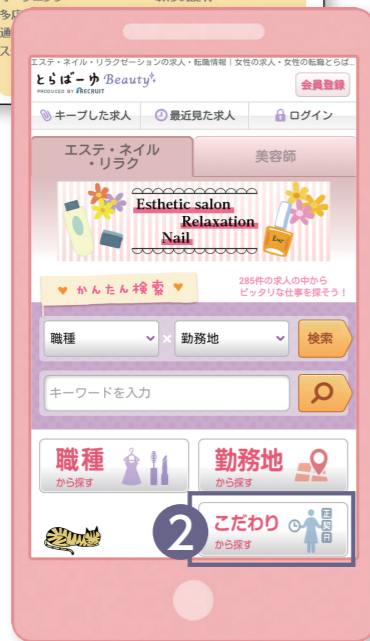 多店
通
ス
エステ・ネイル・リラクゼーションの求人・転職情報｜女性の求人・女性の転職とらば…
とらばーゆ Beauty
PRODUCED BY RECRUIT
会員登録
キープした求人
最近見た求人
ログイン
エステ・ネイル
・リラク
美容師
Esthetic salon
Relaxation
Nail
かんたん検索
285件の求人の中から
ピッタリな仕事を探そう！
職種
×
勤務地
検索
キーワードを入力
職種
から探す
勤務地
から探す
2
こだわり
から探す
正
契
日